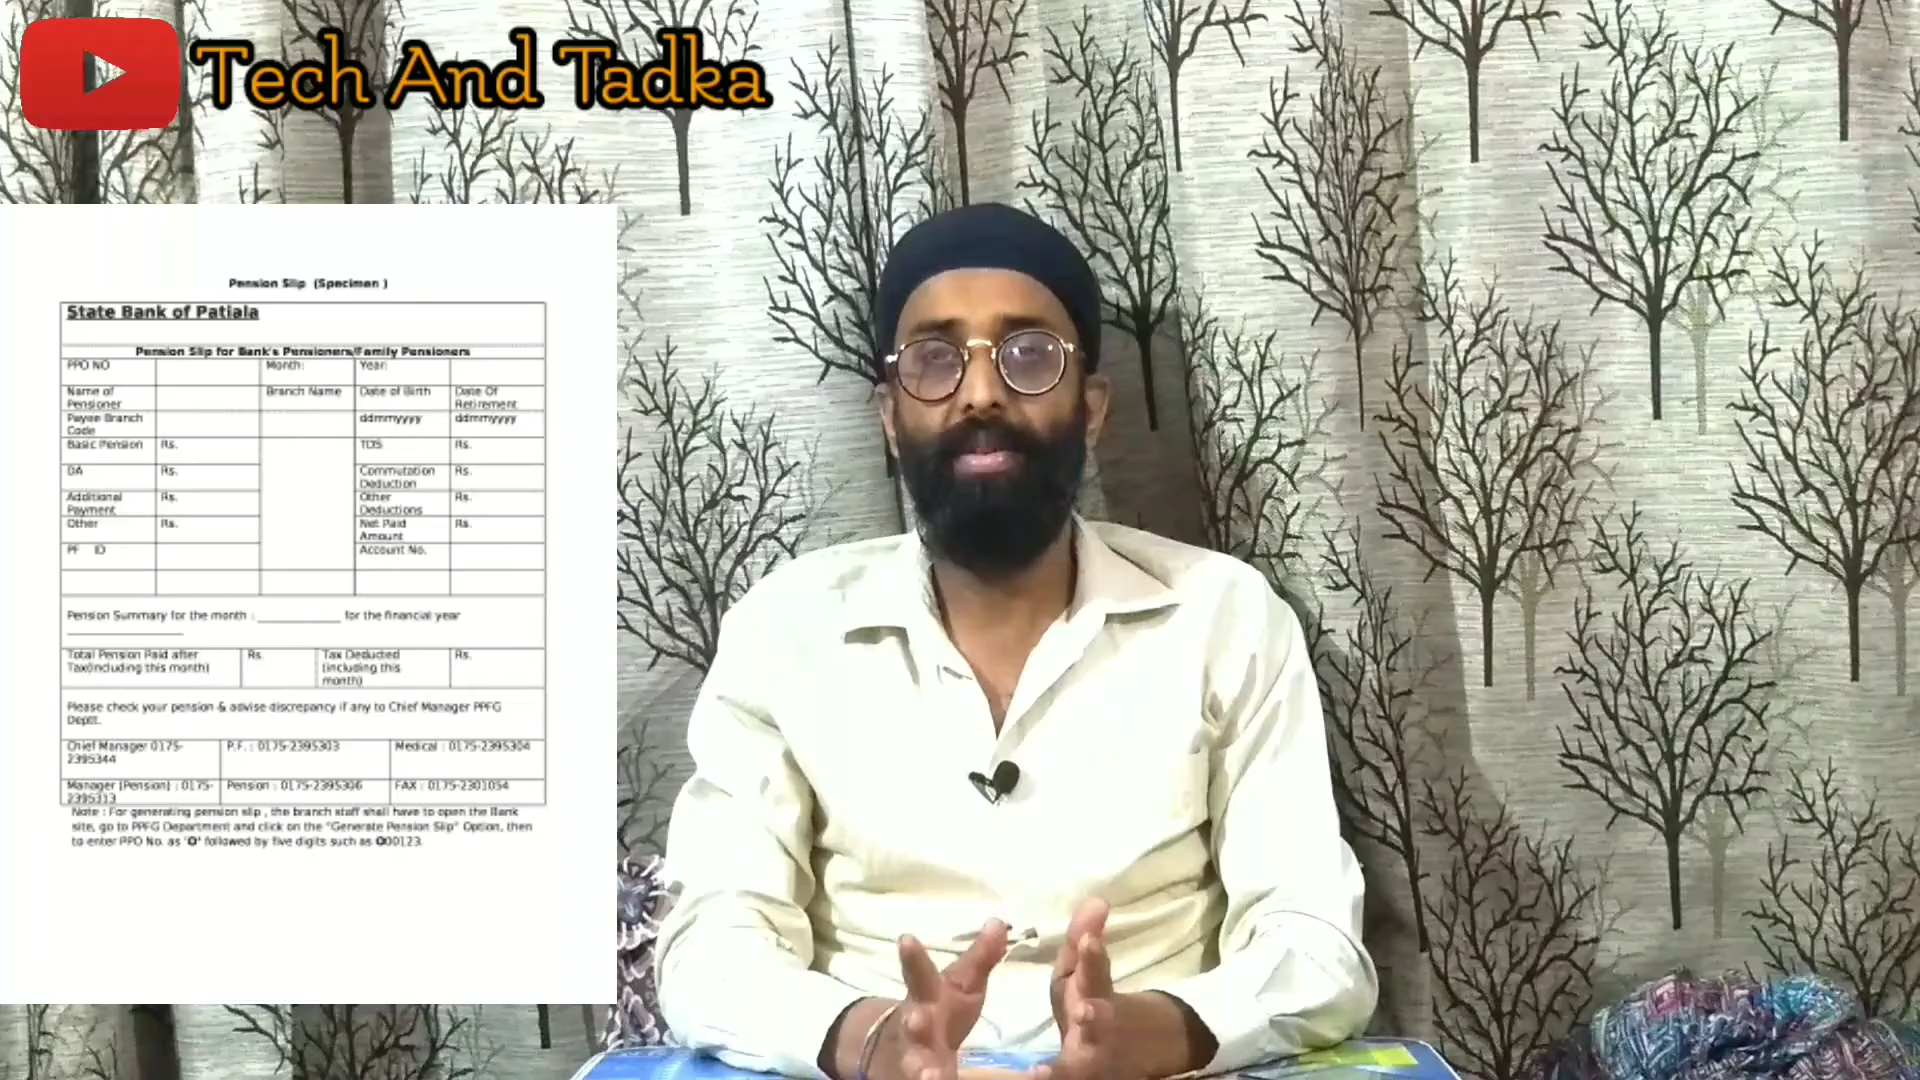 Tech And Tadka
Pension Slip (Specimen )
State Bank of Patiala
Pension Slip for Bank's Pensioners/Family Pensioners
PPO NO Month: Year:
Name of Pensioner Branch Name Date of Birth Date Of Retirement
Payee Branch Code ddmmyyyy ddmmyyyy
Basic Pension Rs. TDS Rs.
DA Rs. Commutation Deduction Rs.
Additional Payment Rs. Other Deductions Rs.
Other Rs. Net Paid Amount Rs.
PF ID Account No.
Pension Summary for the month : ______________ for the financial year
____________________
Total Pension Paid after Tax(including this month) Rs. Tax Deducted (including this month) Rs.
Please check your pension & advise discrepancy if any to Chief Manager PPFG
Deptt.
Chief Manager 0175-2395344 P.F. : 0175-2395303 Medical : 0175-2395304
Manager (Pension) : 0175-2395313 Pension : 0175-2395306 FAX : 0175-2301054
Note : For generating pension slip , the branch staff shall have to open the Bank
site, go to PPFG Department and click on the "Generate Pension Slip" Option, then
to enter PPO No. as 'O' followed by five digits such as O00123.